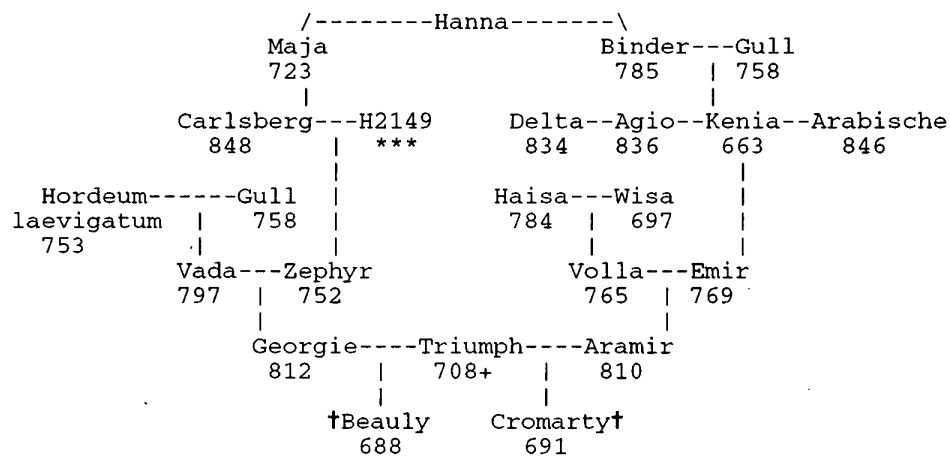 /--------Hanna-------\
Maja Binder---Gull
723 785 | 758
| |
Carlsberg---H2149 Delta--Agio--Kenia--Arabische
848 | *** 834 836 663 846
| |
Hordeum------Gull | Haisa---Wisa |
laevigatum | 758 | 784 | 697 |
753 | | | |
Vada---Zephyr Volla---Emir
797 | 752 765 | 769
| |
Georgie----Triumph----Aramir
812 | 708+ | 810
| |
†Beauly Cromarty†
688 691